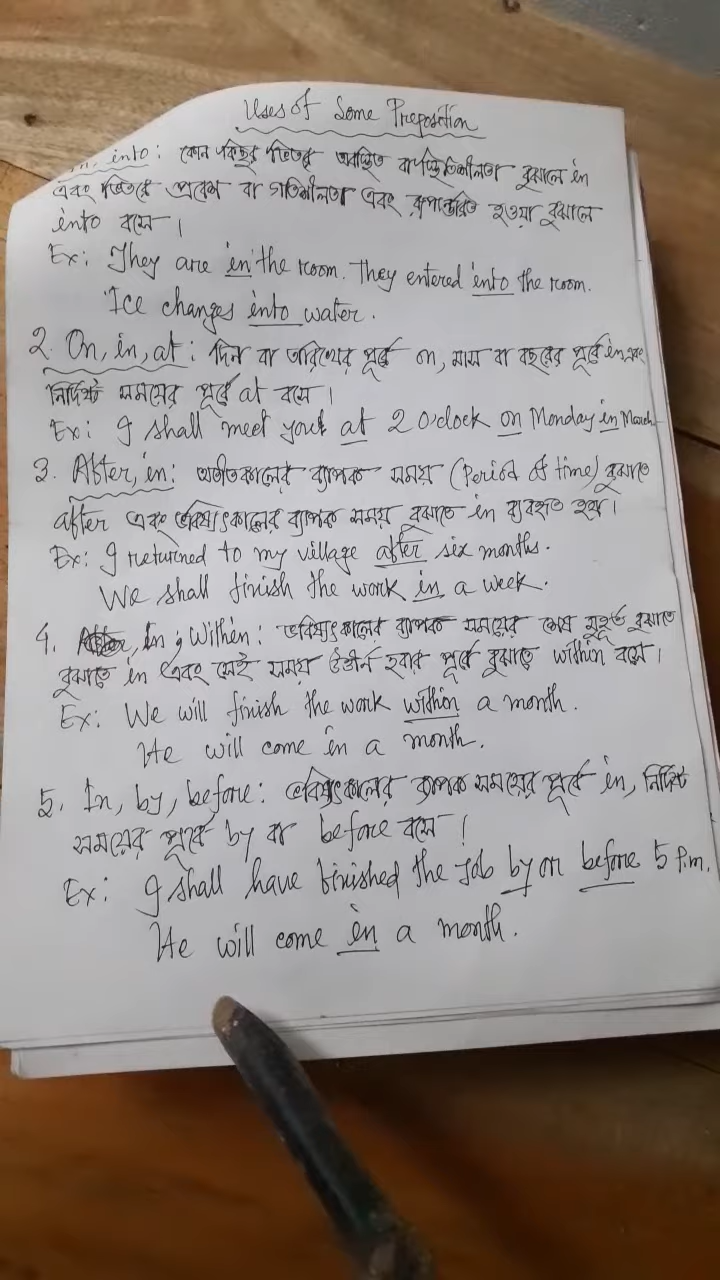 Uses of Some Preposition
in, into: কোন কিছুর ভিতর অবস্থিত বা স্থিতিশীলতা বুঝালে in
এবং ভিতরে প্রবেশ বা গতিশীলতা এবং রূপান্তরিত হওয়া বুঝালে
into বসে।
Ex: They are in the room. They entered into the room.
Ice changes into water.
2. On, in, at: দিন বা তারিখের পূর্বে on, মাস বা বছরের পূর্বে in এবং
নির্দিষ্ট সময়ের পূর্বে at বসে।
Ex: I shall meet you at 2 O'clock on Monday in March
3. After, in: অতীতকালের ব্যাপক সময় (Period of time) বুঝাতে
after এবং ভবিষ্যৎকালের ব্যাপক সময় বুঝাতে in ব্যবহৃত হয়।
Ex: I returned to my village after six months.
We shall finish the work in a week.
4. In, Within: ভবিষ্যৎকালের ব্যাপক সময়ের শেষ মুহূর্ত বুঝাতে
বুঝাতে in এবং সেই সময় উত্তীর্ন হবার পূর্বে বুঝাতে within বসে।
Ex: We will finish the work within a month.
He will come in a month.
5. In, by, before: ভবিষ্যৎকালের ব্যাপক সময়ের পূর্বে in, নির্দিষ্ট
সময়ের পূর্বে by বা before বসে।
Ex: I shall have finished the job by or before 5 P.m.
He will come in a month.